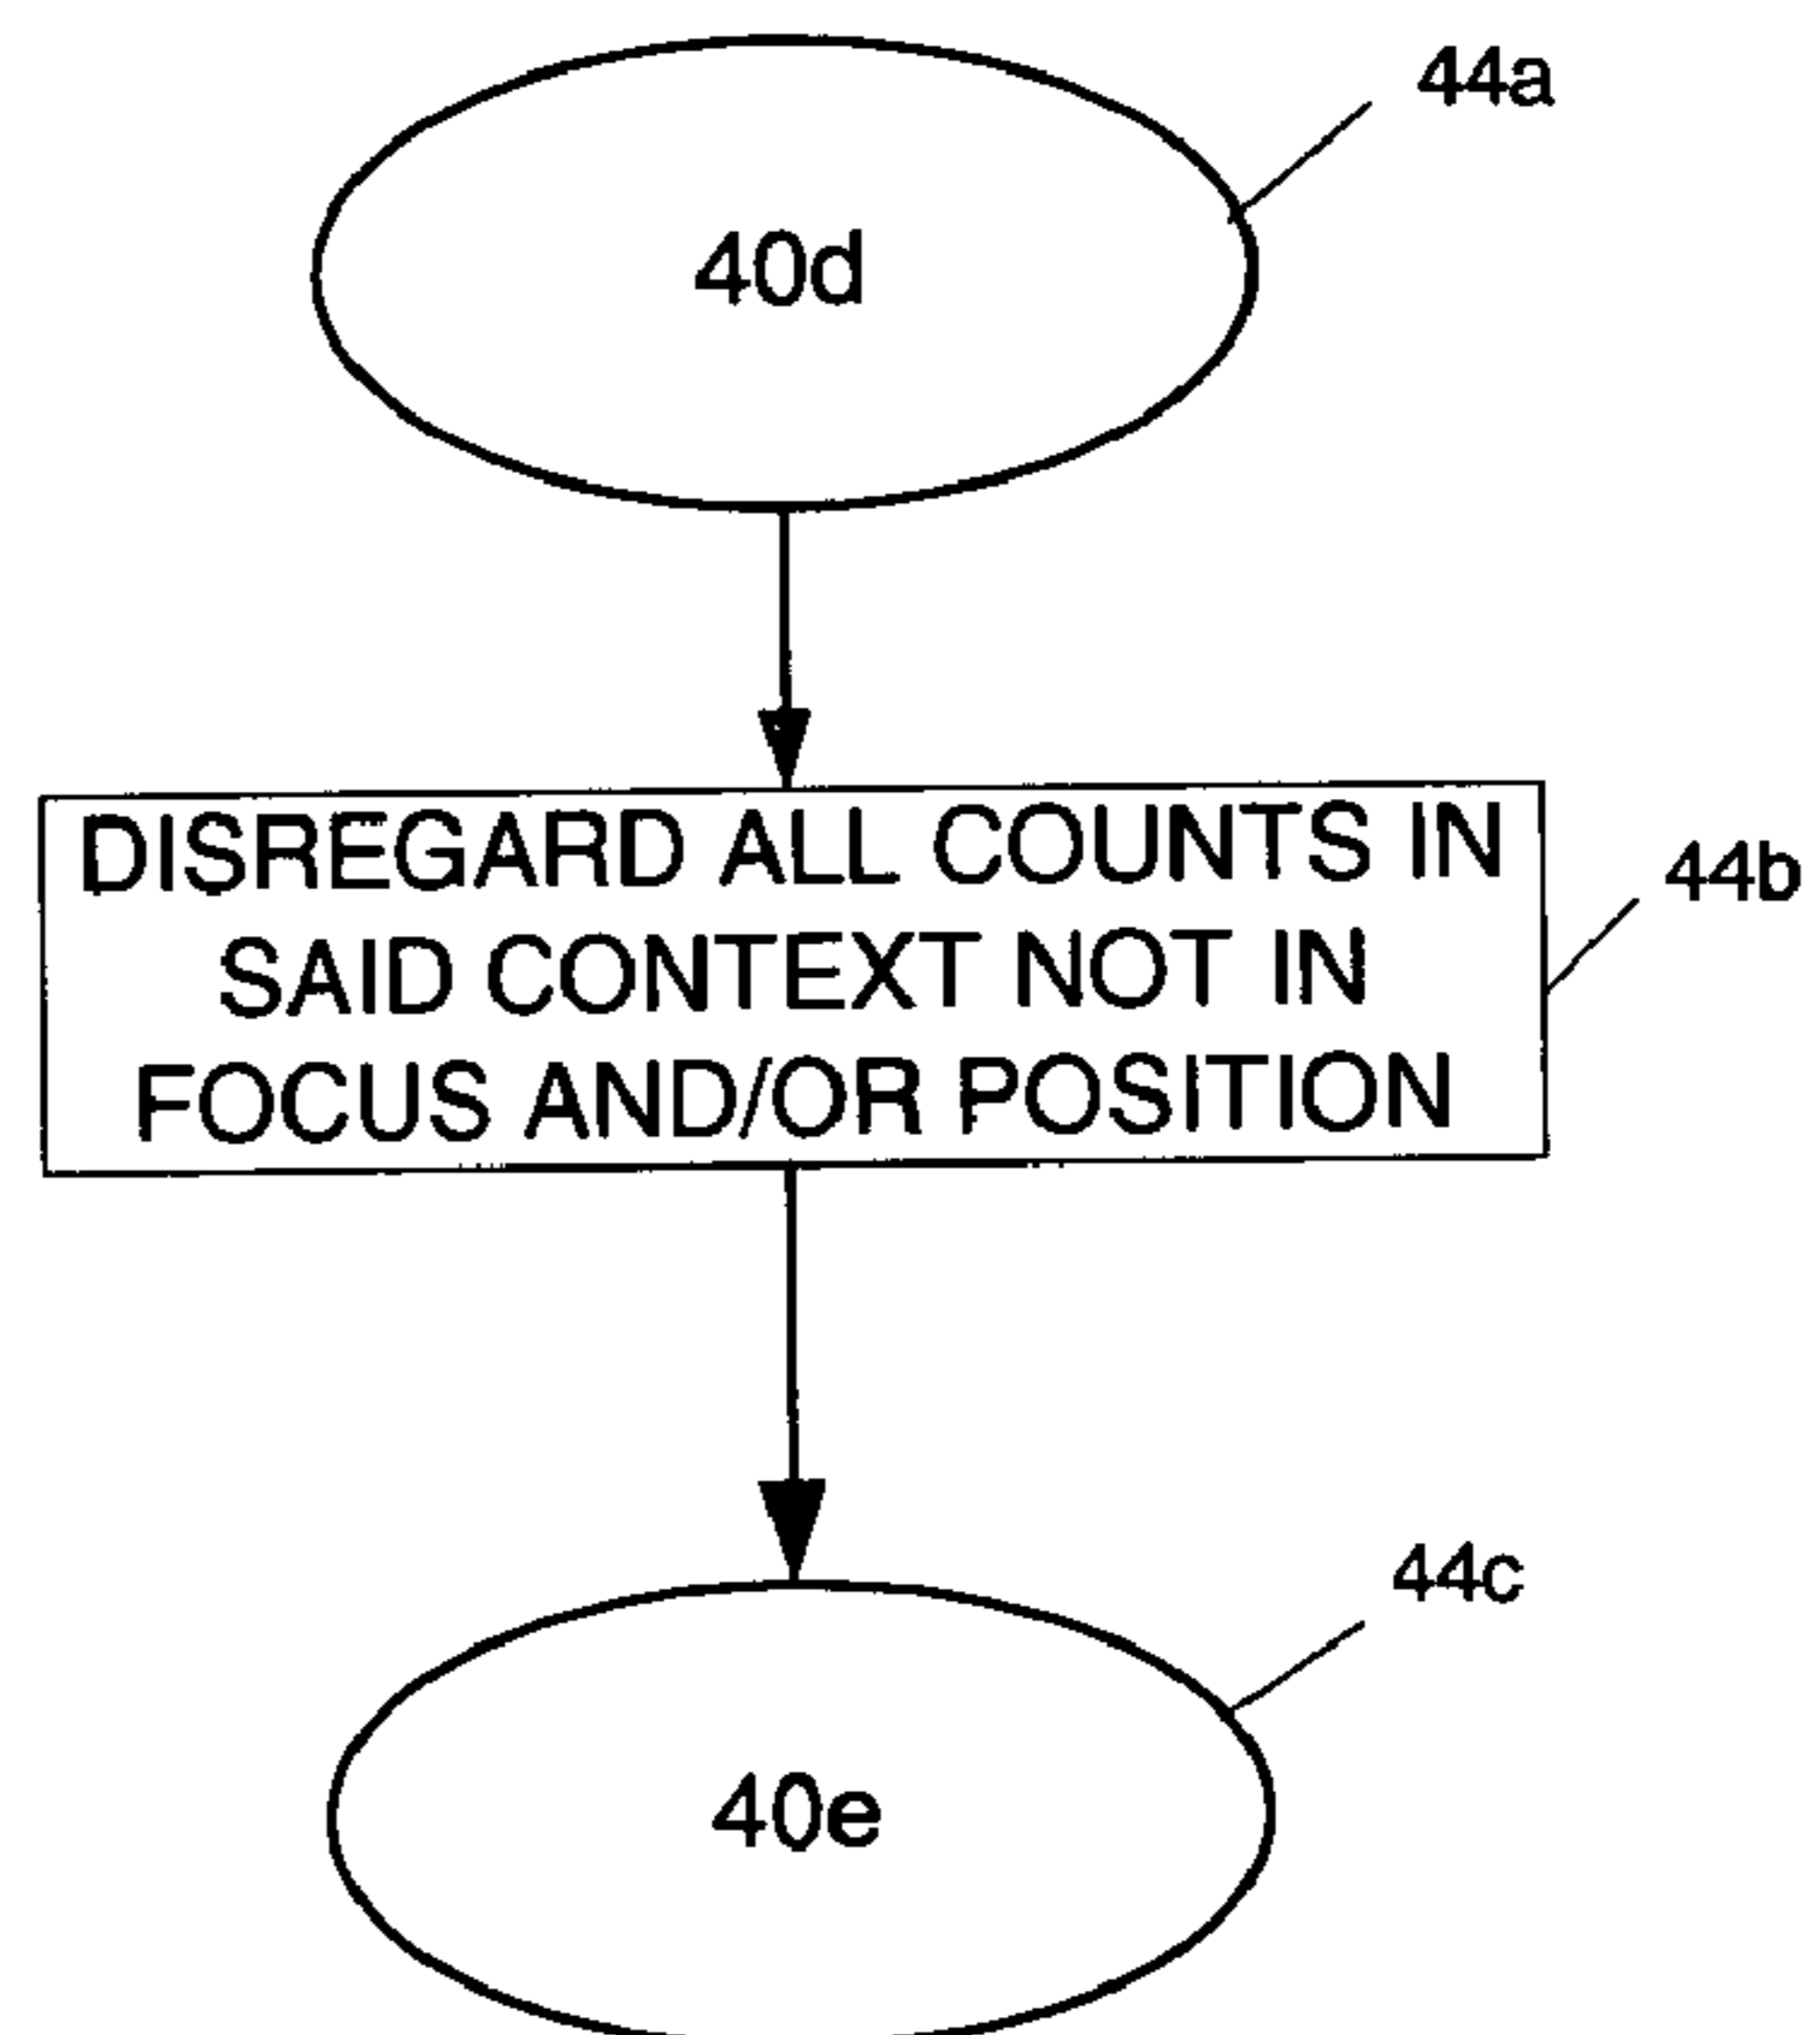 44a
40d
DISREGARD ALL COUNTS IN
SAID CONTEXT NOT IN
FOCUS AND/OR POSITION
44b
44c
40e